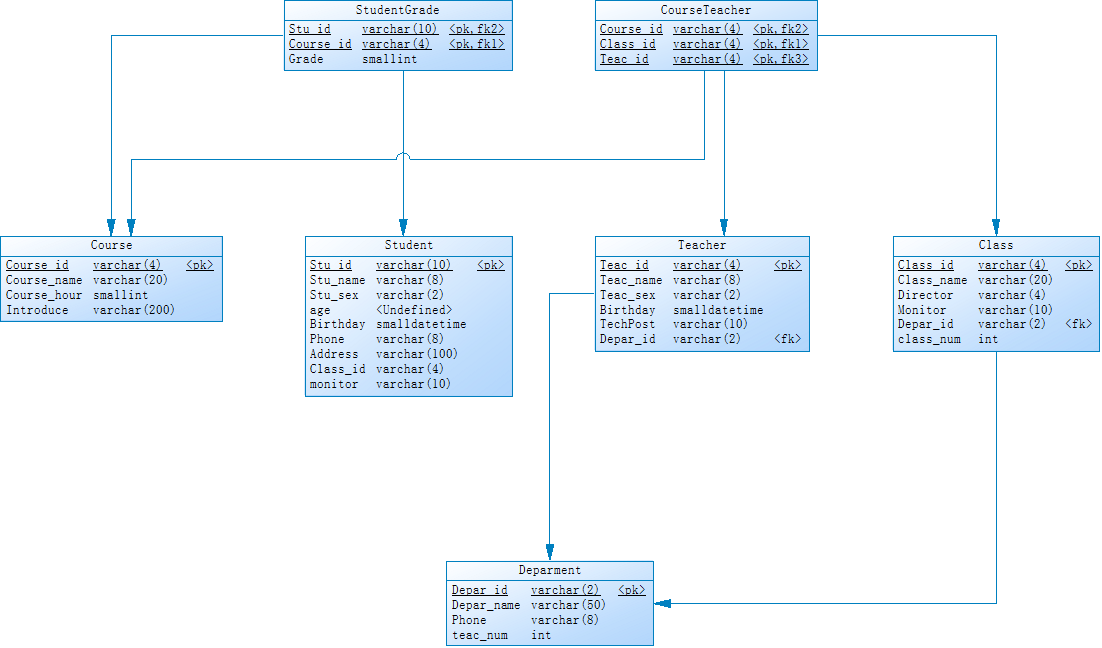 StudentGrade
Stu_id varchar(10) <pk,fk2>
Course_id varchar(4) <pk,fk1>
Grade smallint
CourseTeacher
Course_id varchar(4) <pk,fk2>
Class_id varchar(4) <pk,fk1>
Teac_id varchar(4) <pk,fk3>
Course
Course_id varchar(4) <pk>
Course_name varchar(20)
Course_hour smallint
Introduce varchar(200)
Student
Stu_id varchar(10) <pk>
Stu_name varchar(8)
Stu_sex varchar(2)
age <Undefined>
Birthday smalldatetime
Phone varchar(8)
Address varchar(100)
Class_id varchar(4)
monitor varchar(10)
Teacher
Teac_id varchar(4) <pk>
Teac_name varchar(8)
Teac_sex varchar(2)
Birthday smalldatetime
TechPost varchar(10)
Depar_id varchar(2) <fk>
Class
Class_id varchar(4) <pk>
Class_name varchar(20)
Director varchar(4)
Monitor varchar(10)
Depar_id varchar(2) <fk>
class_num int
Deparment
Depar_id varchar(2) <pk>
Depar_name varchar(50)
Phone varchar(8)
teac_num int